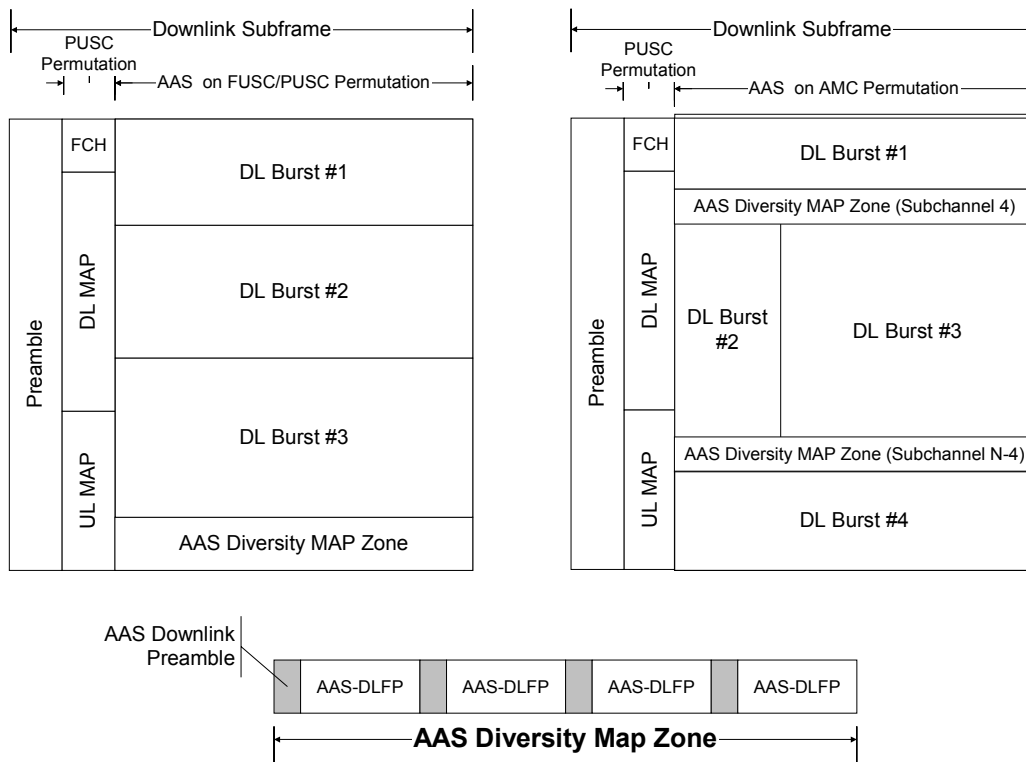 Downlink Subframe
PUSC
Permutation
AAS on FUSC/PUSC Permutation
Preamble
FCH
DL MAP
UL MAP
DL Burst #1
DL Burst #2
DL Burst #3
AAS Diversity MAP Zone
Downlink Subframe
PUSC
Permutation
AAS on AMC Permutation
Preamble
FCH
DL MAP
UL MAP
DL Burst #1
AAS Diversity MAP Zone (Subchannel 4)
DL Burst
#2
DL Burst #3
AAS Diversity MAP Zone (Subchannel N-4)
DL Burst #4
AAS Downlink
Preamble
AAS-DLFP
AAS-DLFP
AAS-DLFP
AAS-DLFP
AAS Diversity Map Zone